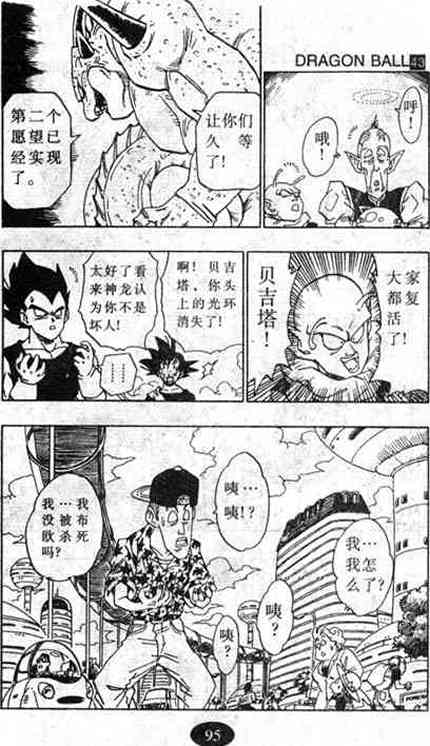 DRAGON BALL 43
呼!
哦!
让你们
久等
了!
第二个
愿望已
经实现
了。
大家
都复
活了!
贝吉塔!
啊!贝吉
塔,你头
上的光环
消失了!
太好了看
来神龙认
为你不是
坏人!
……
我…
我怎
么了?
咦…
咦!?
咦?
咦?
我…我
没被布
欧杀死
吗?
95